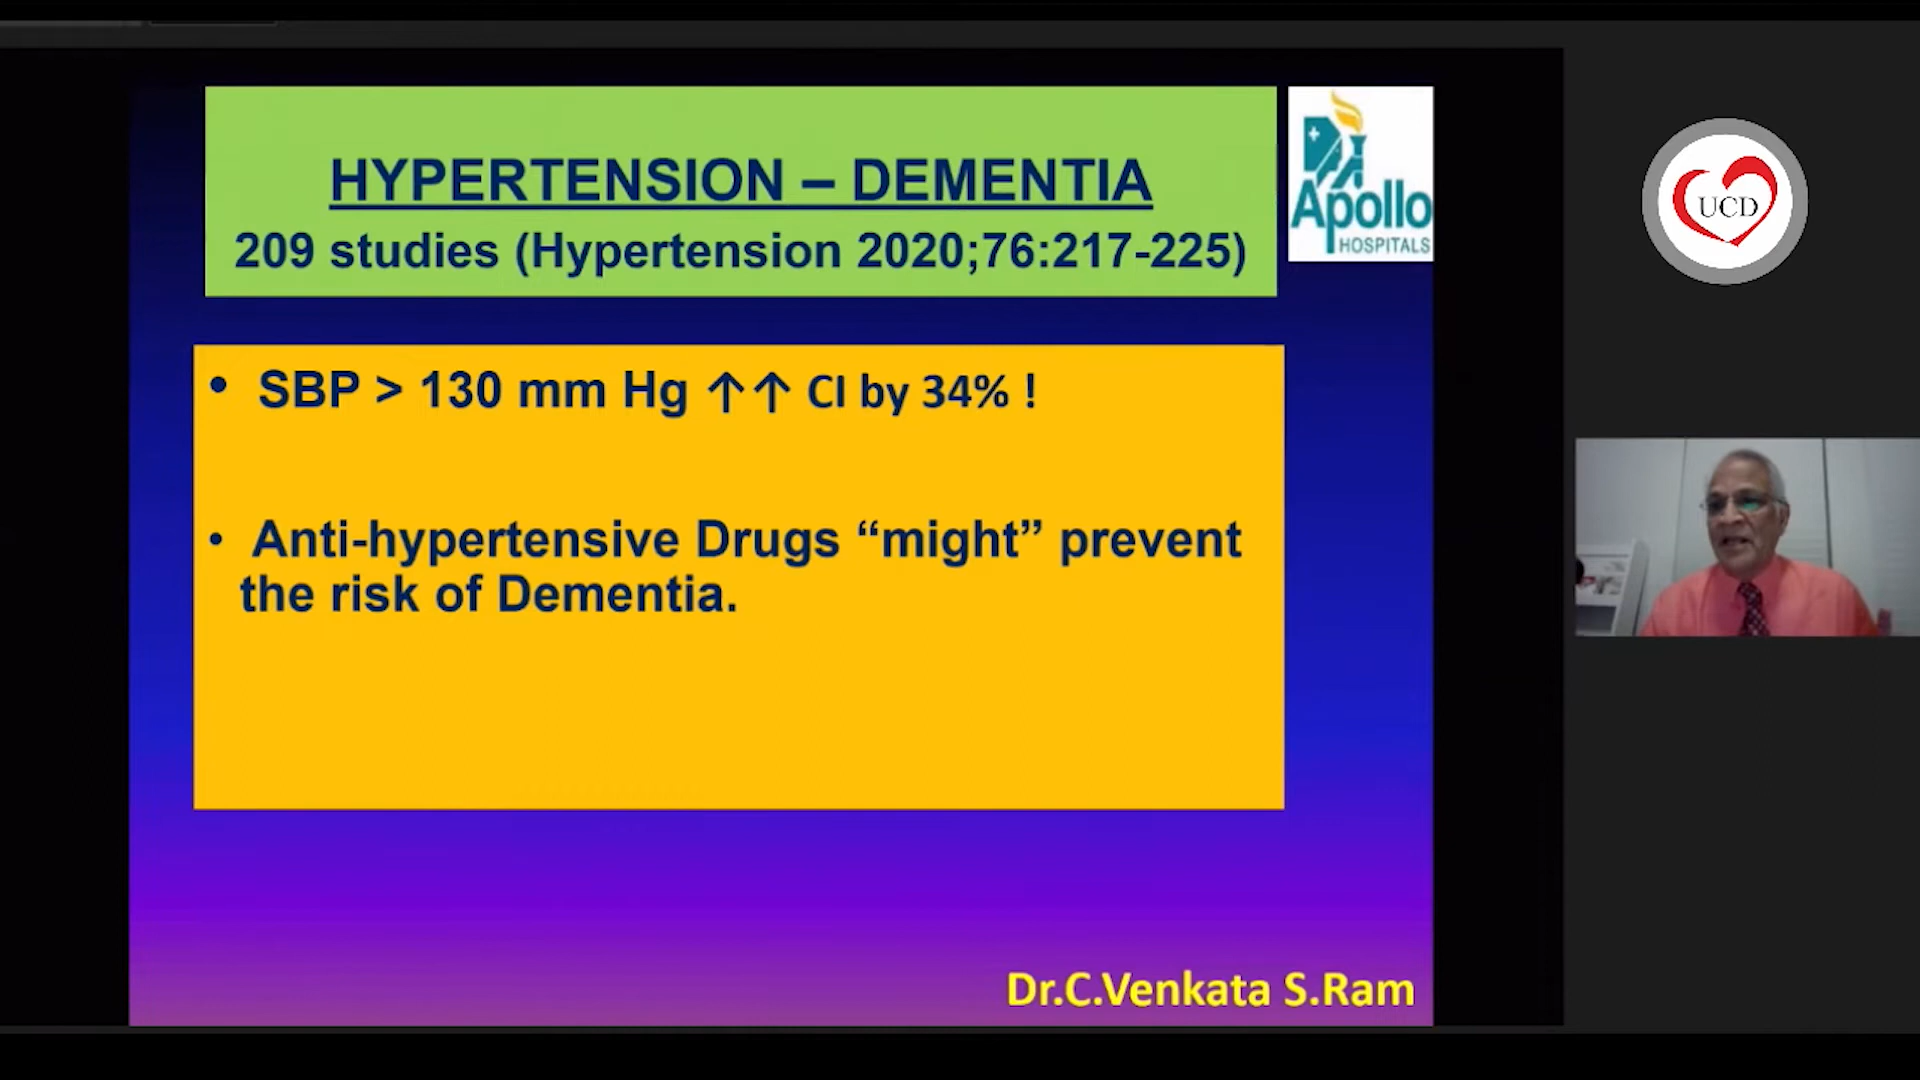 HYPERTENSION – DEMENTIA
209 studies (Hypertension 2020;76:217-225)
Apollo
HOSPITALS
UCD
• SBP > 130 mm Hg ↑↑ CI by 34% !
• Anti-hypertensive Drugs “might” prevent
the risk of Dementia.
Dr.C.Venkata S.Ram